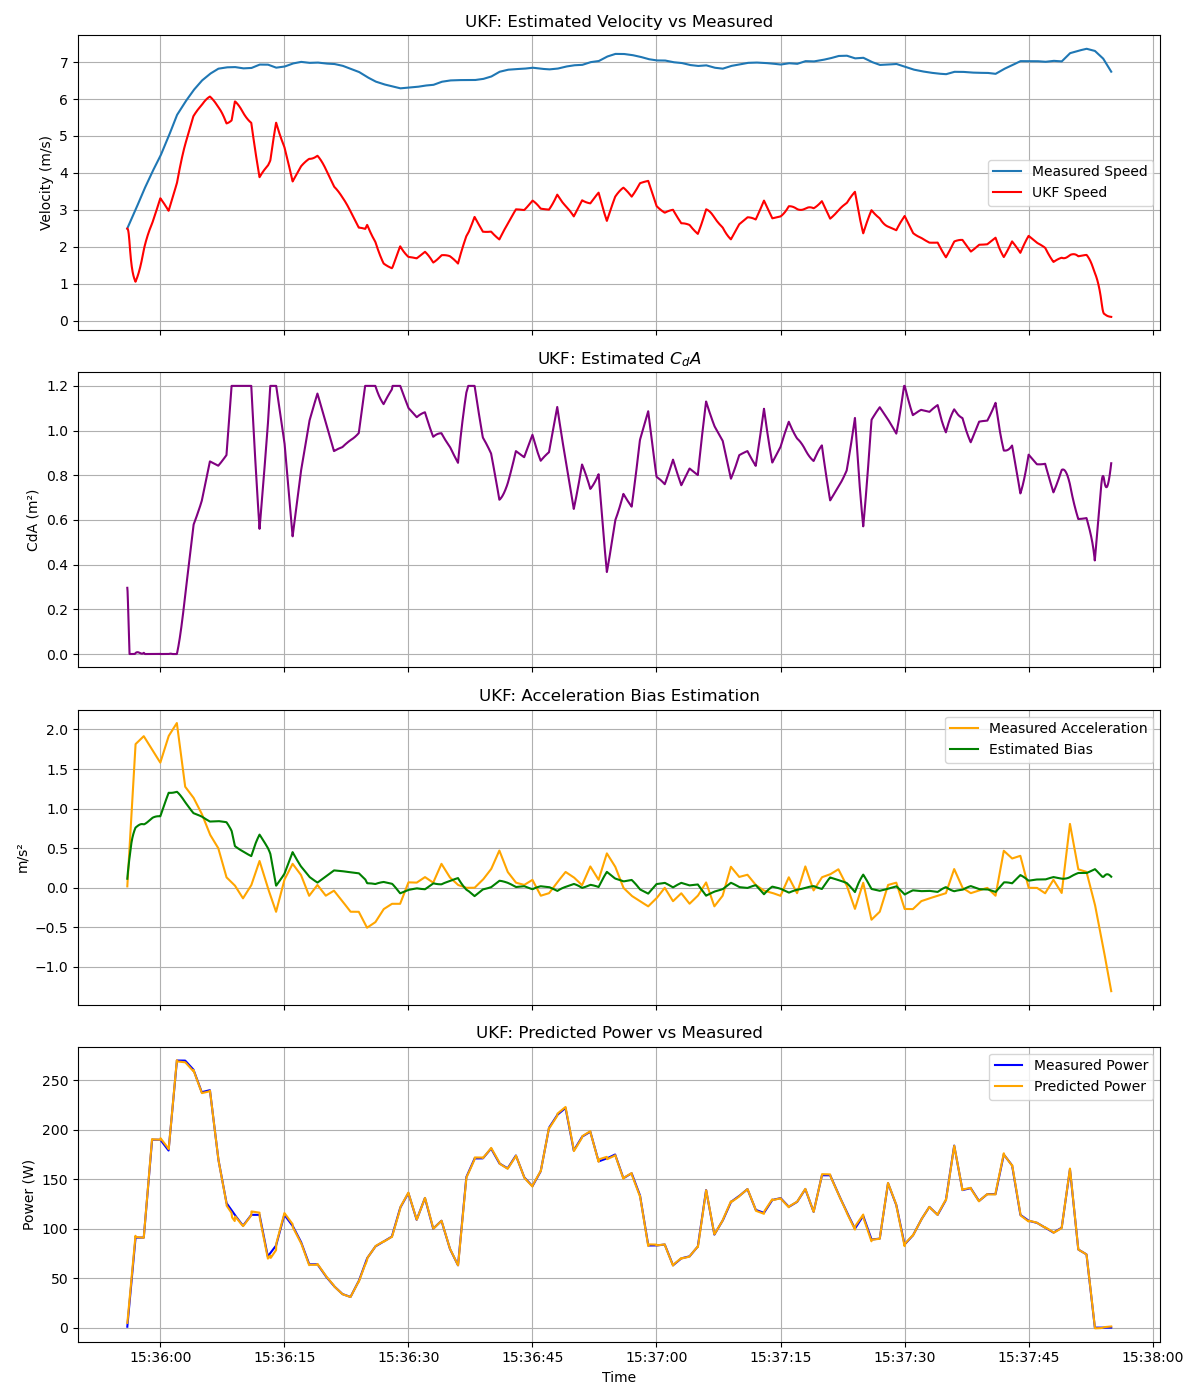 UKF: Estimated Velocity vs Measured
7
6
5
4
3
2
1
0
Velocity (m/s)
Measured Speed
UKF Speed
UKF: Estimated CdA
1.2
1.0
0.8
0.6
0.4
0.2
0.0
CdA (m²)
UKF: Acceleration Bias Estimation
2.0
1.5
1.0
0.5
0.0
−0.5
−1.0
m/s²
Measured Acceleration
Estimated Bias
UKF: Predicted Power vs Measured
250
200
150
100
50
0
Power (W)
Measured Power
Predicted Power
15:36:00 15:36:15 15:36:30 15:36:45 15:37:00 15:37:15 15:37:30 15:37:45 15:38:00
Time